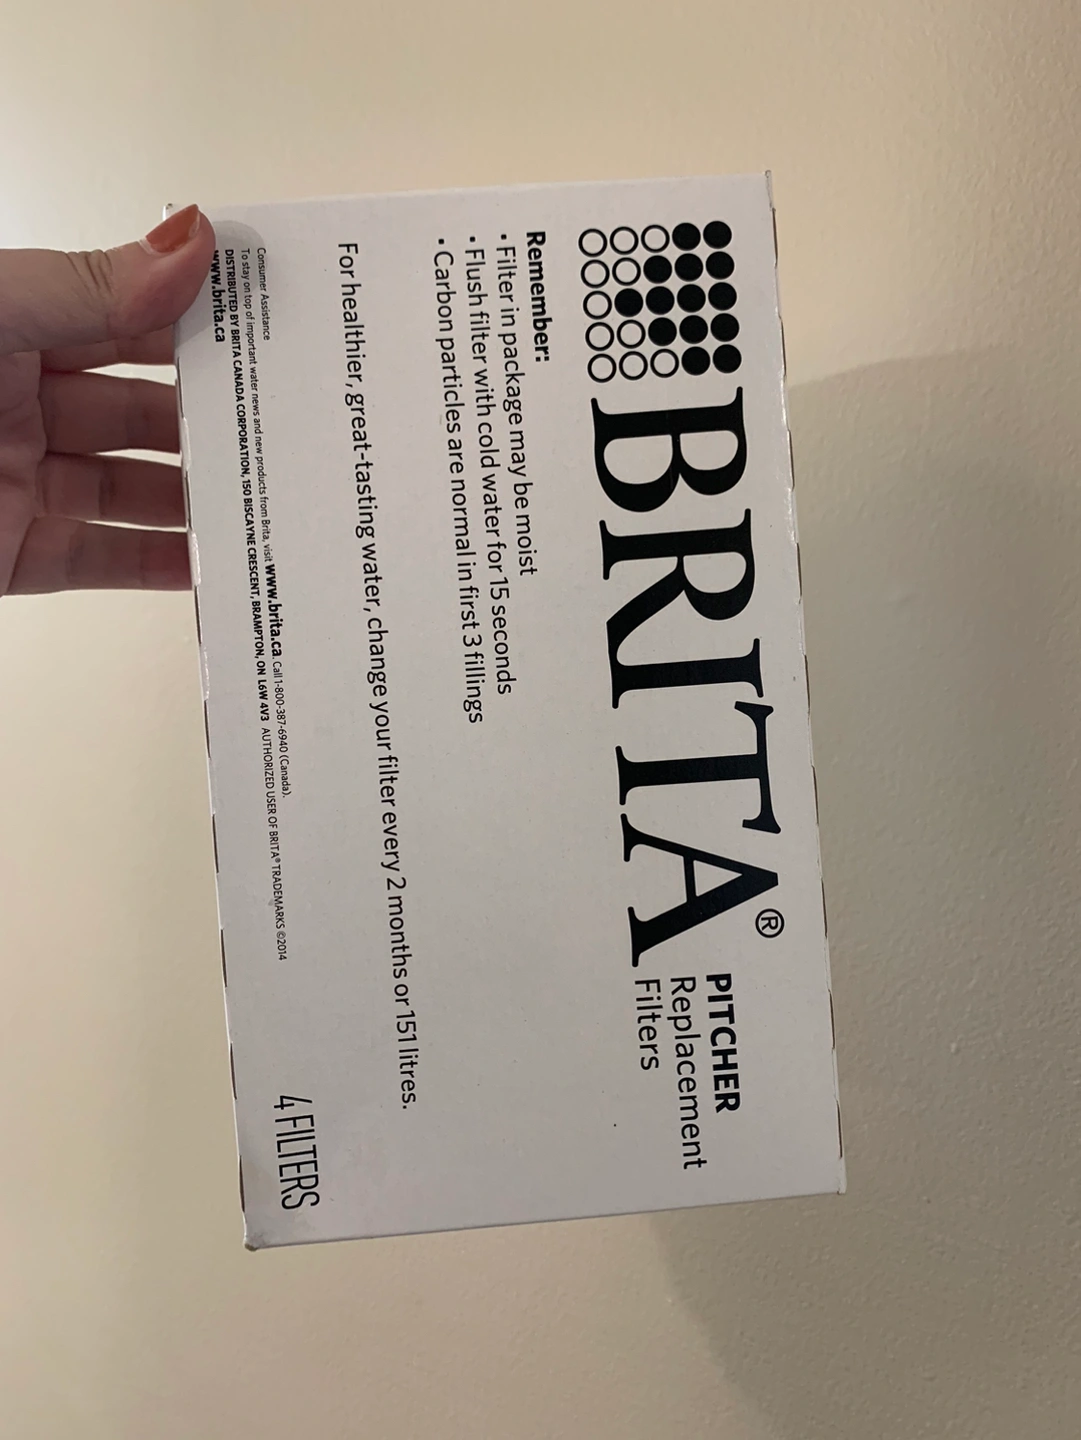 BRITA®
PITCHER
Replacement
Filters
Remember:
• Filter in package may be moist
• Flush filter with cold water for 15 seconds
• Carbon particles are normal in first 3 fillings
For healthier, great-tasting water, change your filter every 2 months or 151 litres.
Consumer Assistance
To stay on top of important water news and new products from Brita, visit www.brita.ca. Call 1-800-387-6940 (Canada).
DISTRIBUTED BY BRITA CANADA CORPORATION, 150 BISCAYNE CRESCENT, BRAMPTON, ON L6W 4V3 AUTHORIZED USER OF BRITA® TRADEMARKS ©2014
www.brita.ca
4 FILTERS